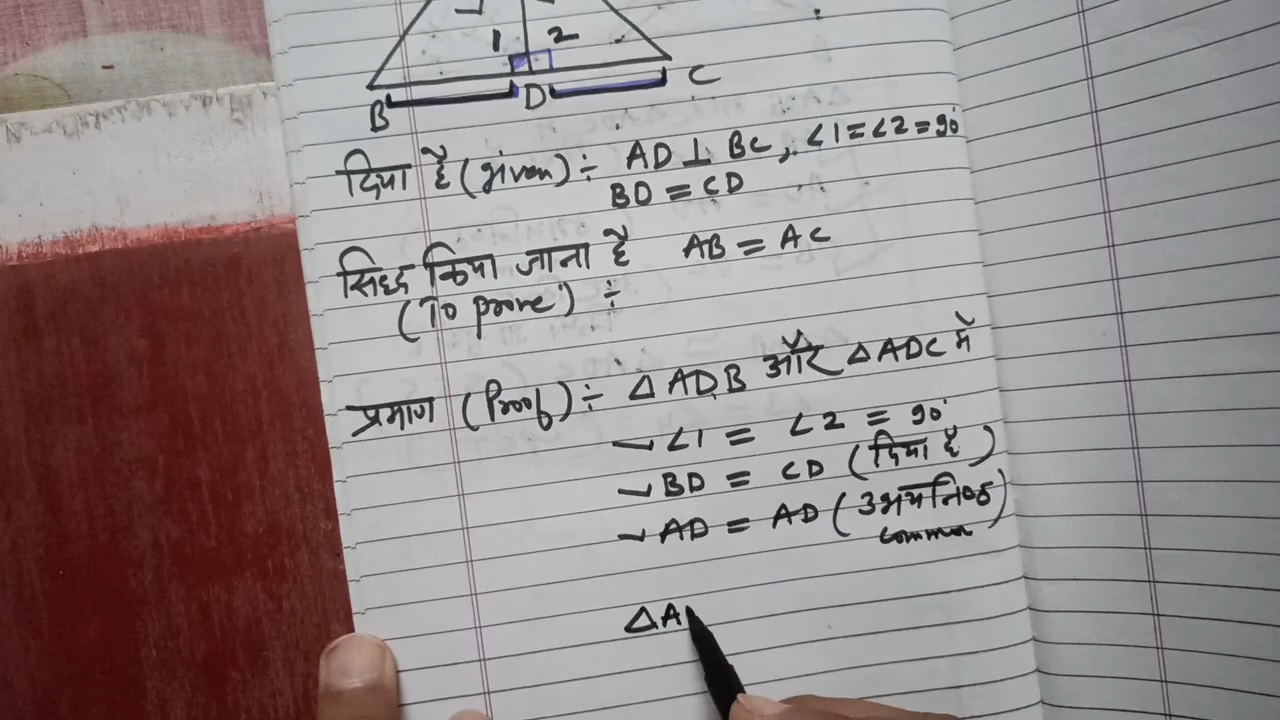 1 2
B D C
दिया है (given) ÷ AD ⊥ BC, ∠1 = ∠2 = 90°
BD = CD
सिध्द किया जाना है AB = AC
(To prove) ÷
प्रमाण (Proof) ÷ △ ADB और △ ADC में
∠1 = ∠2 = 90°
BD = CD (दिया है)
AD = AD (उभयनिष्ठ)
common
△A